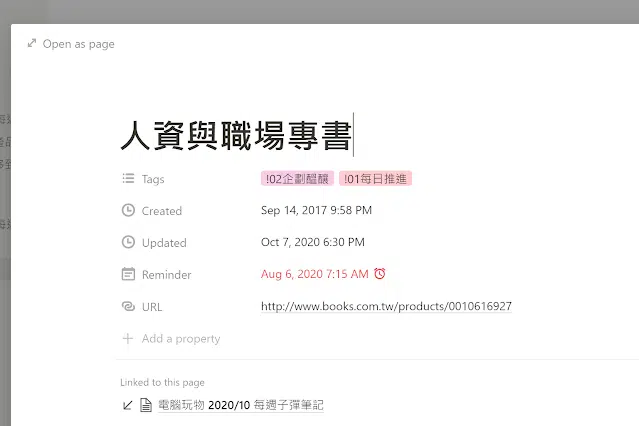 Open as page
人資與職場專書
Tags !02企劃醞釀 !01每日推進
Created Sep 14, 2017 9:58 PM
Updated Oct 7, 2020 6:30 PM
Reminder Aug 6, 2020 7:15 AM
URL http://www.books.com.tw/products/0010616927
Add a property
Linked to this page
電腦玩物 2020/10 每週子彈筆記